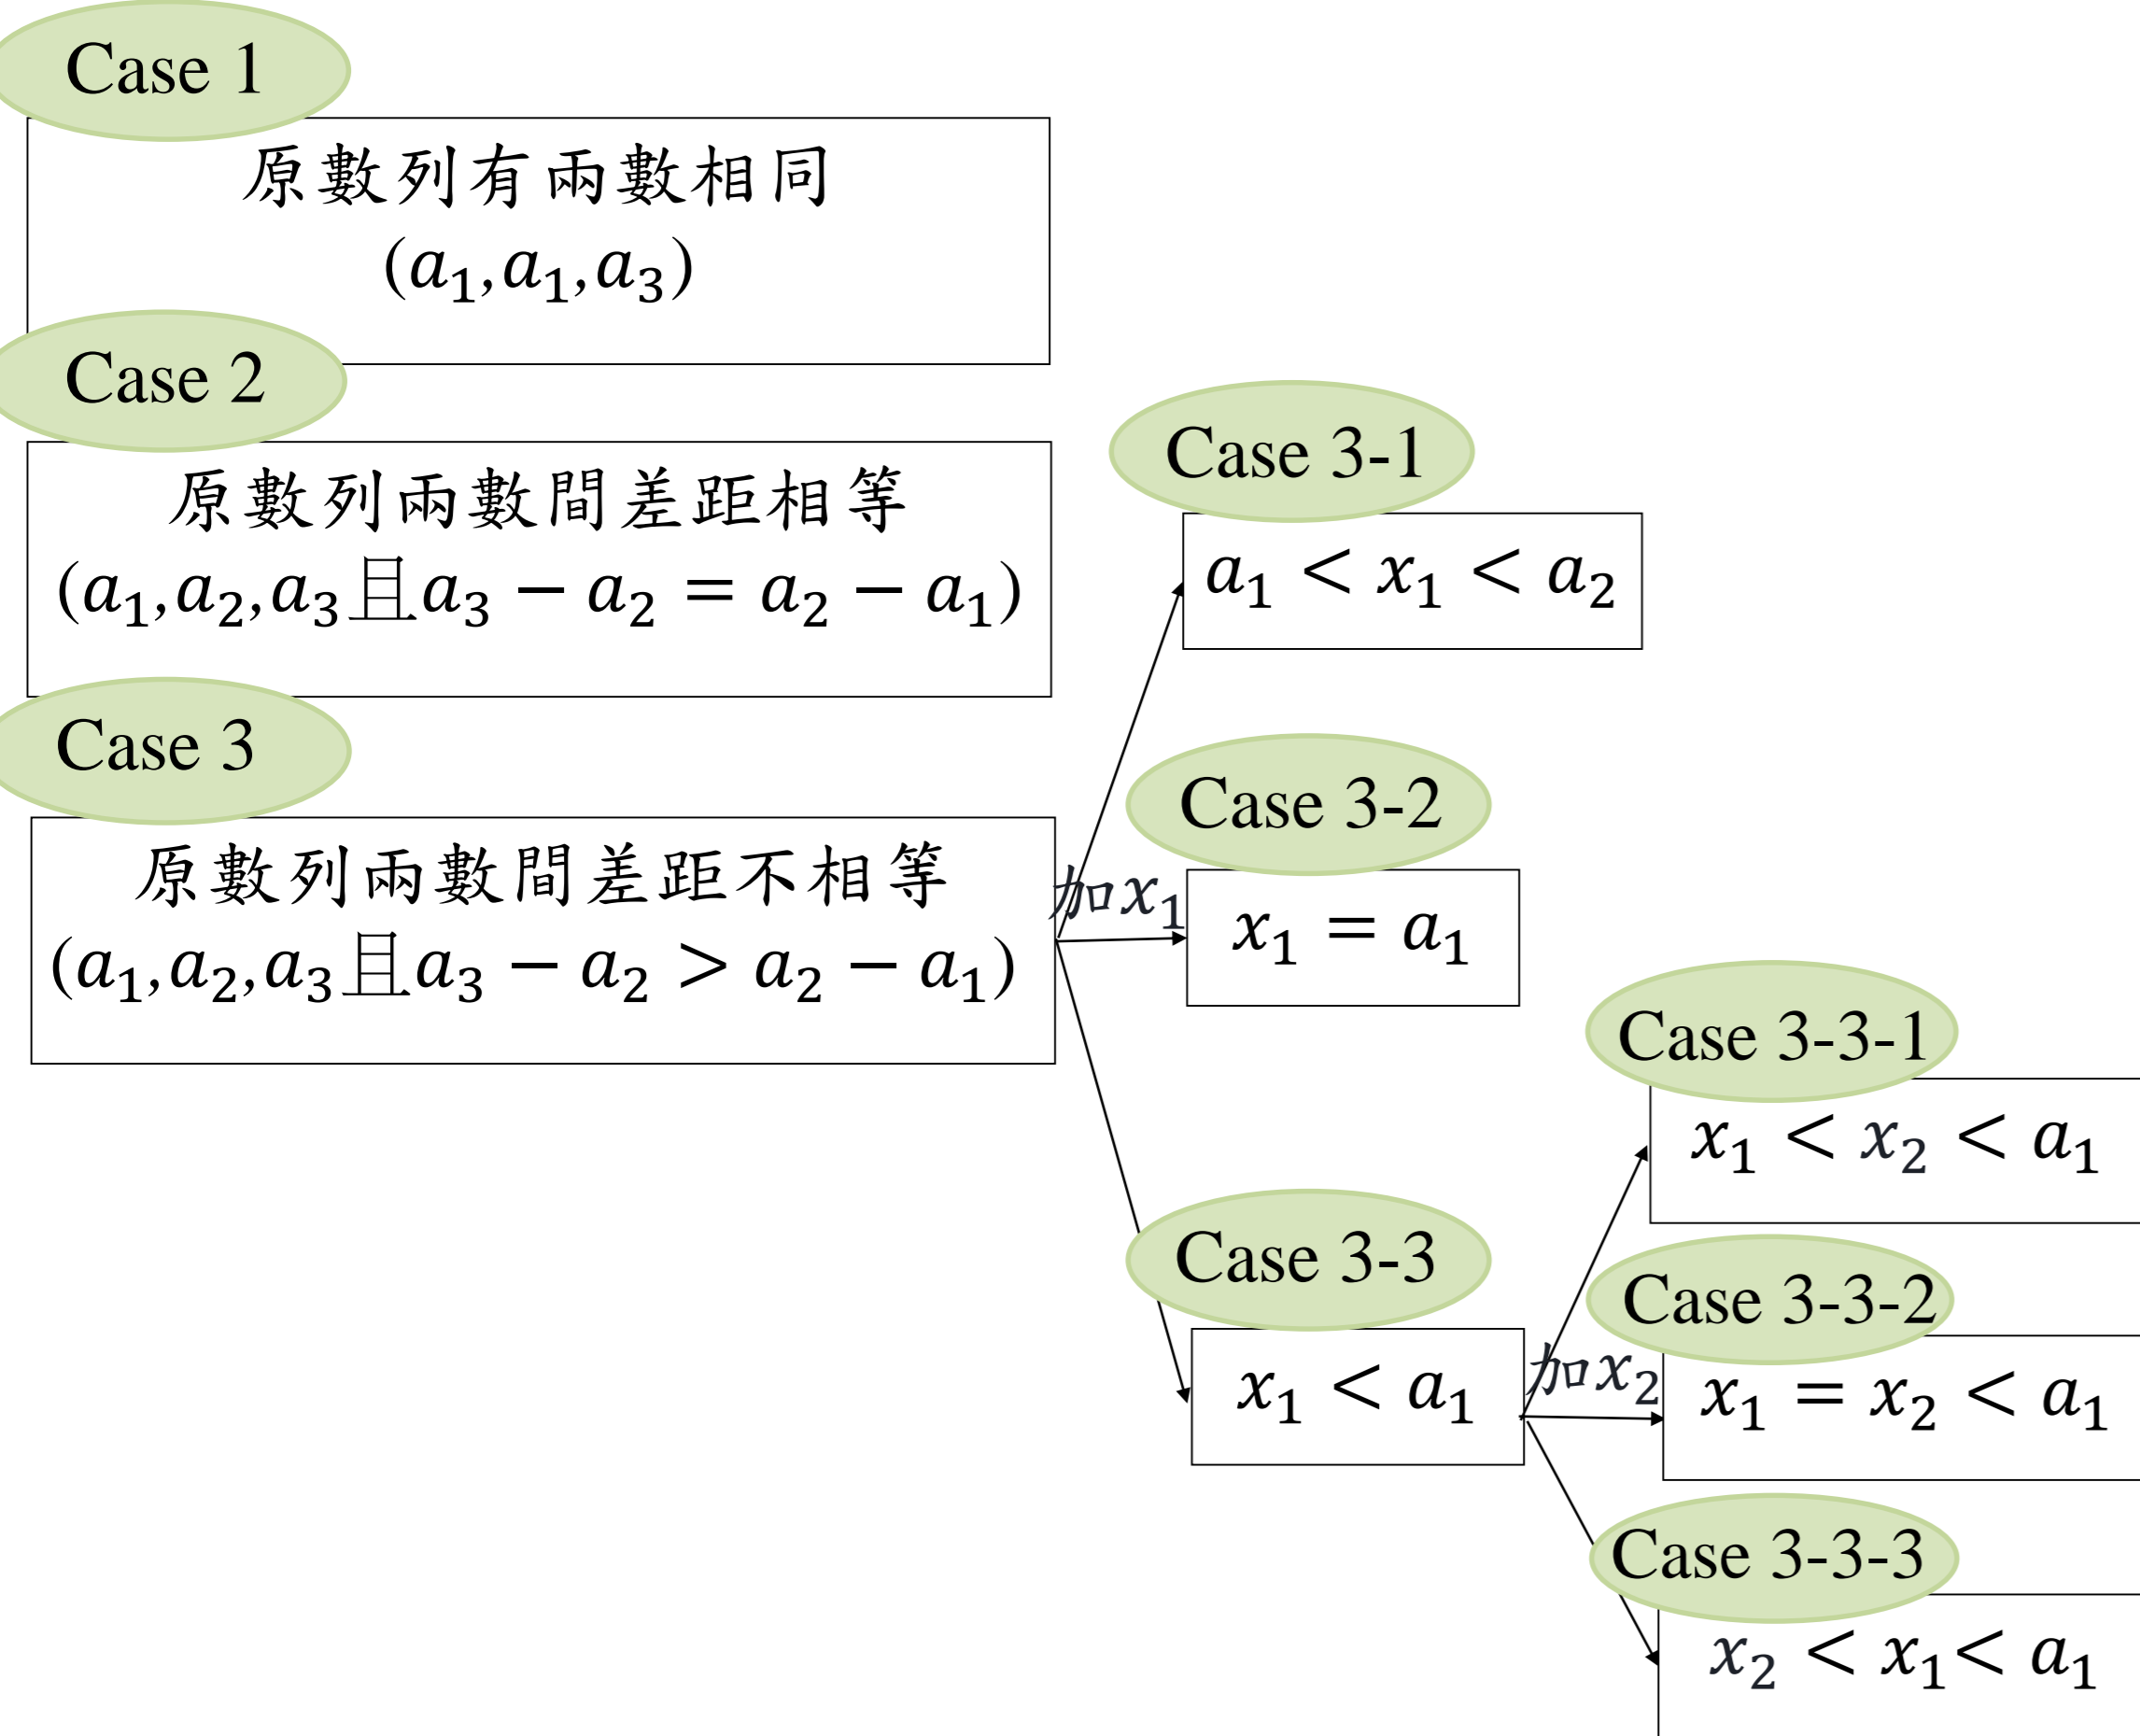 Case 1
原數列有兩數相同
(a₁,a₁,a₃)
Case 2
原數列兩數間差距相等
(a₁,a₂,a₃且a₃ − a₂ = a₂ − a₁)
Case 3
原數列兩數間差距不相等
(a₁,a₂,a₃且a₃ − a₂ > a₂ − a₁)
加x₁
Case 3-1
a₁ < x₁ < a₂
Case 3-2
x₁ = a₁
Case 3-3
x₁ < a₁
加x₂
Case 3-3-1
x₁ < x₂ < a₁
Case 3-3-2
x₁ = x₂ < a₁
Case 3-3-3
x₂ < x₁< a₁